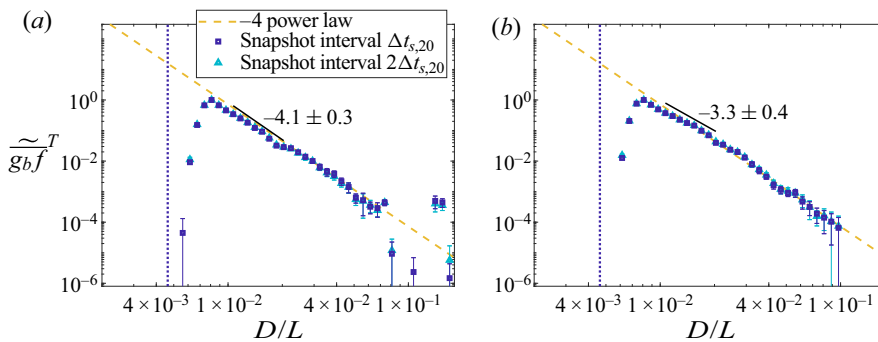 (a)
(b)
–4 power law
Snapshot interval Δt_{s,20}
Snapshot interval 2Δt_{s,20}
–4.1 ± 0.3
–3.3 ± 0.4
\widetilde{\overline{g_b f}}^T
10^0
10^{–2}
10^{–4}
10^{–6}
4 × 10^{–3}
1 × 10^{–2}
4 × 10^{–2}
1 × 10^{–1}
D/L
10^0
10^{–2}
10^{–4}
10^{–6}
4 × 10^{–3}
1 × 10^{–2}
4 × 10^{–2}
1 × 10^{–1}
D/L